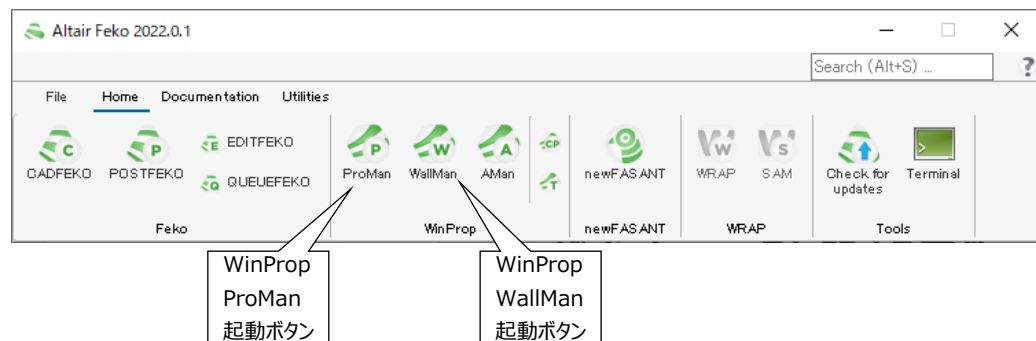 Altair Feko 2022.0.1
Search (Alt+S) ...
?
File Home Documentation Utilities
C P E EDITFEKO P W A CP W S
CADFEKO POSTFEKO Q QUEUEFEKO ProMan WallMan AMan T newFASANT WRAP SAM Check for updates Terminal
Feko WinProp newFASANT WRAP Tools
WinProp
ProMan
起動ボタン
WinProp
WallMan
起動ボタン